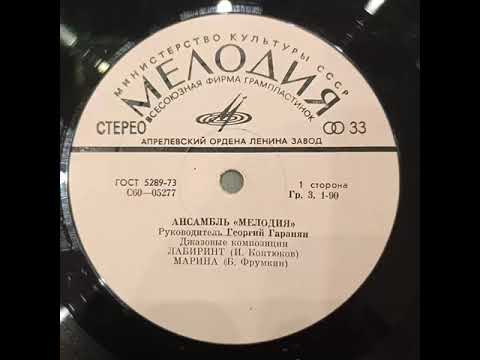 МИНИСТЕРСТВО КУЛЬТУРЫ СССР
МЕЛОДИЯ
ВСЕСОЮЗНАЯ ФИРМА ГРАМПЛАСТИНОК
СТЕРЕО
33
АПРЕЛЕВСКИЙ ОРДЕНА ЛЕНИНА ЗАВОД
ГОСТ 5289-73
С60—05277
1 сторона
Гр. 3, 1-90
АНСАМБЛЬ «МЕЛОДИЯ»
Руководитель Георгий Гаранян
Джазовые композиции
ЛАБИРИНТ (И. Кантюков)
МАРИНА (Б. Фрумкин)